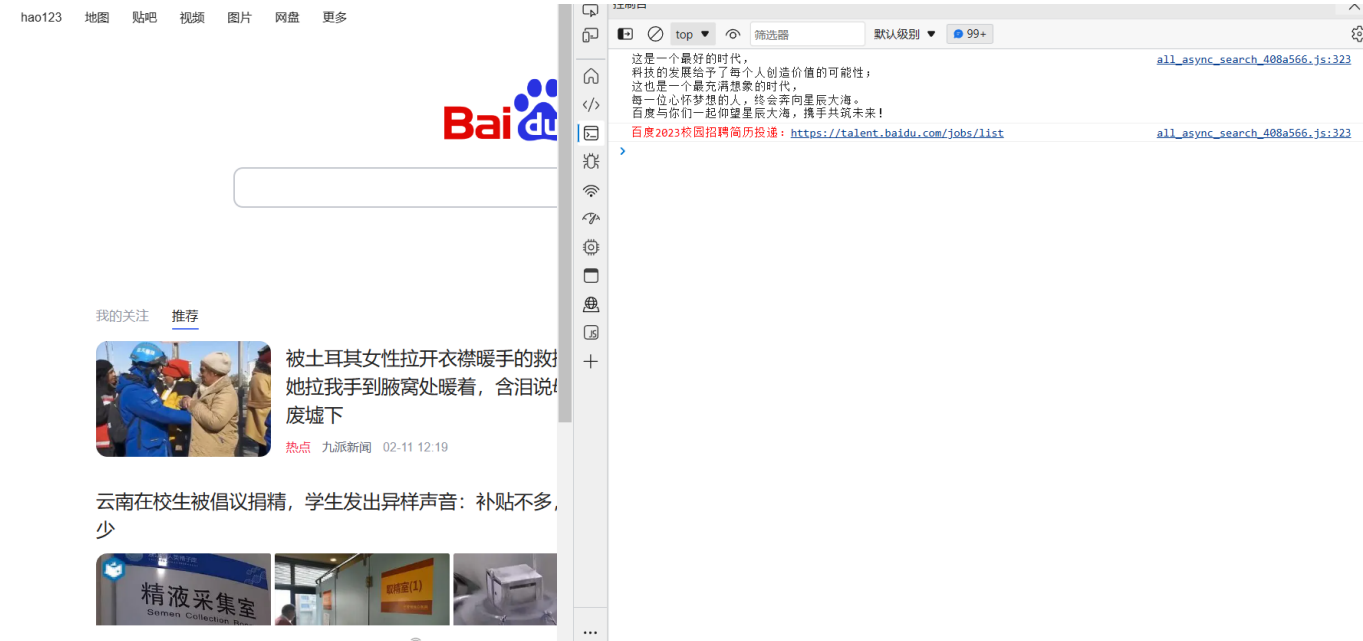 hao123 地图 贴吧 视频 图片 网盘 更多
Bai du
我的关注 推荐
被土耳其女性拉开衣襟暖手的救
她拉我手到腋窝处暖着，含泪说
废墟下
热点 九派新闻 02-11 12:19
云南在校生被倡议捐精，学生发出异样声音：补贴不多，
少
精液采集室
Semen Collection
取精室(1)
控制台
top 筛选器 默认级别 99+
这是一个最好的时代，
all_async_search_408a566.js:323
科技的发展给予了每个人创造价值的可能性；
这也是一个最充满想象的时代，
每一位心怀梦想的人，终会奔向星辰大海。
百度与你们一起仰望星辰大海，携手共筑未来！
百度2023校园招聘简历投递：https://talent.baidu.com/jobs/list
all_async_search_408a566.js:323